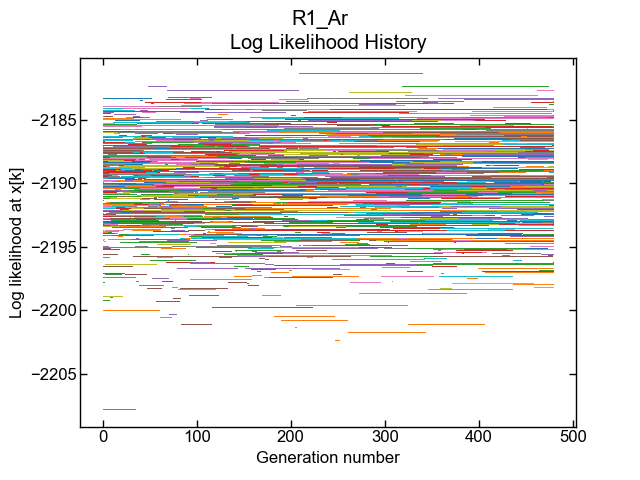 R1_Ar
Log Likelihood History
Log likelihood at x[k]
−2185
−2190
−2195
−2200
−2205
0
100
200
300
400
500
Generation number